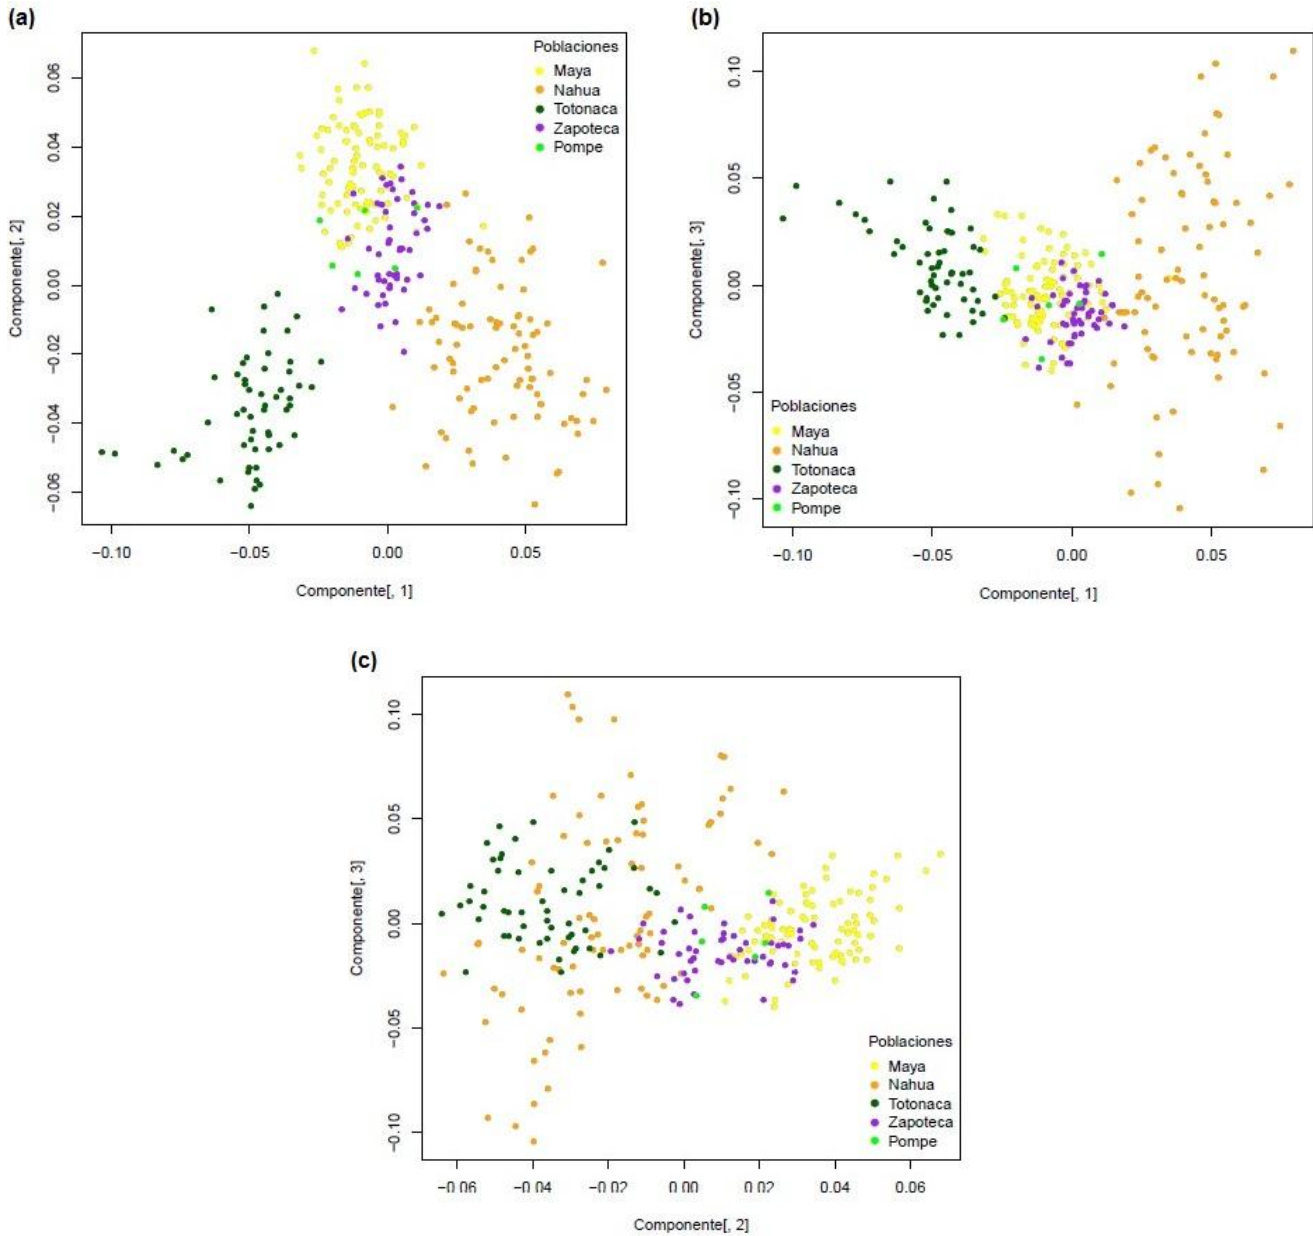 (a)
Poblaciones
Maya
Nahua
Totonaca
Zapoteca
Pompe
0.06
0.04
0.02
0.00
−0.02
−0.04
−0.06
Componente[, 2]
−0.10
−0.05
0.00
0.05
Componente[, 1]
(b)
0.10
0.05
0.00
−0.05
−0.10
Componente[, 3]
Poblaciones
Maya
Nahua
Totonaca
Zapoteca
Pompe
−0.10
−0.05
0.00
0.05
Componente[, 1]
(c)
0.10
0.05
0.00
−0.05
−0.10
Componente[, 3]
Poblaciones
Maya
Nahua
Totonaca
Zapoteca
Pompe
−0.06
−0.04
−0.02
0.00
0.02
0.04
0.06
Componente[, 2]